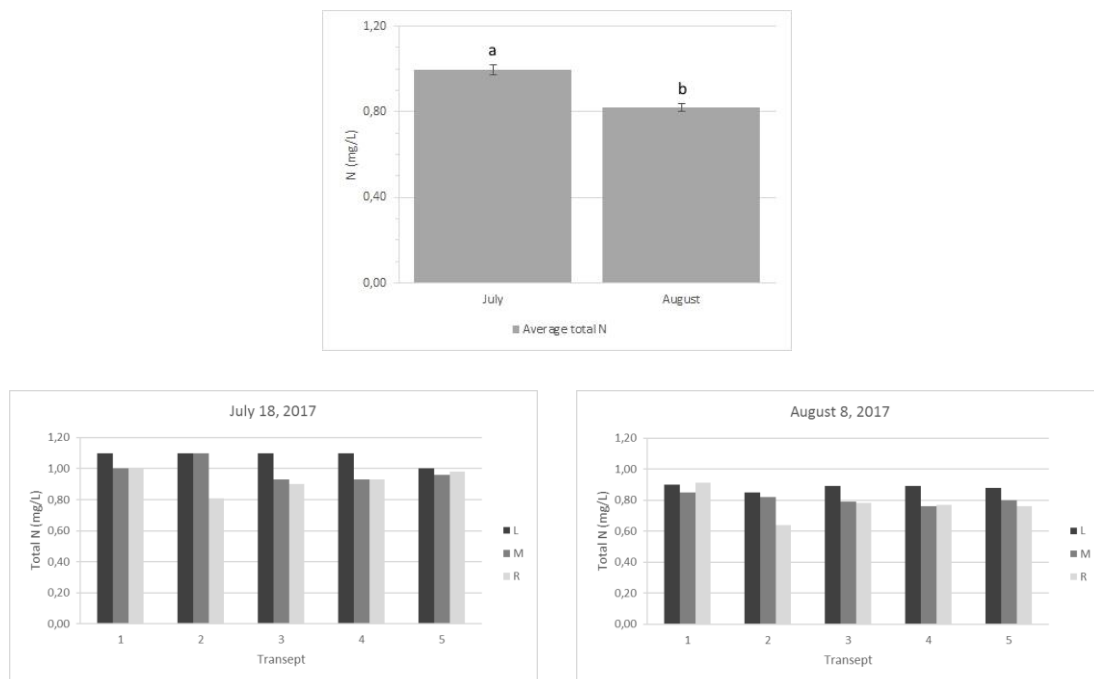 1,20
a
b
0,80
N (mg/L)
0,40
0,00
July August
Average total N
July 18, 2017
1,20
1,00
0,80
0,60
0,40
0,20
0,00
Total N (mg/L)
1 2 3 4 5
Transept
L
M
R
August 8, 2017
1,20
1,00
0,80
0,60
0,40
0,20
0,00
Total N (mg/L)
1 2 3 4 5
Transept
L
M
R